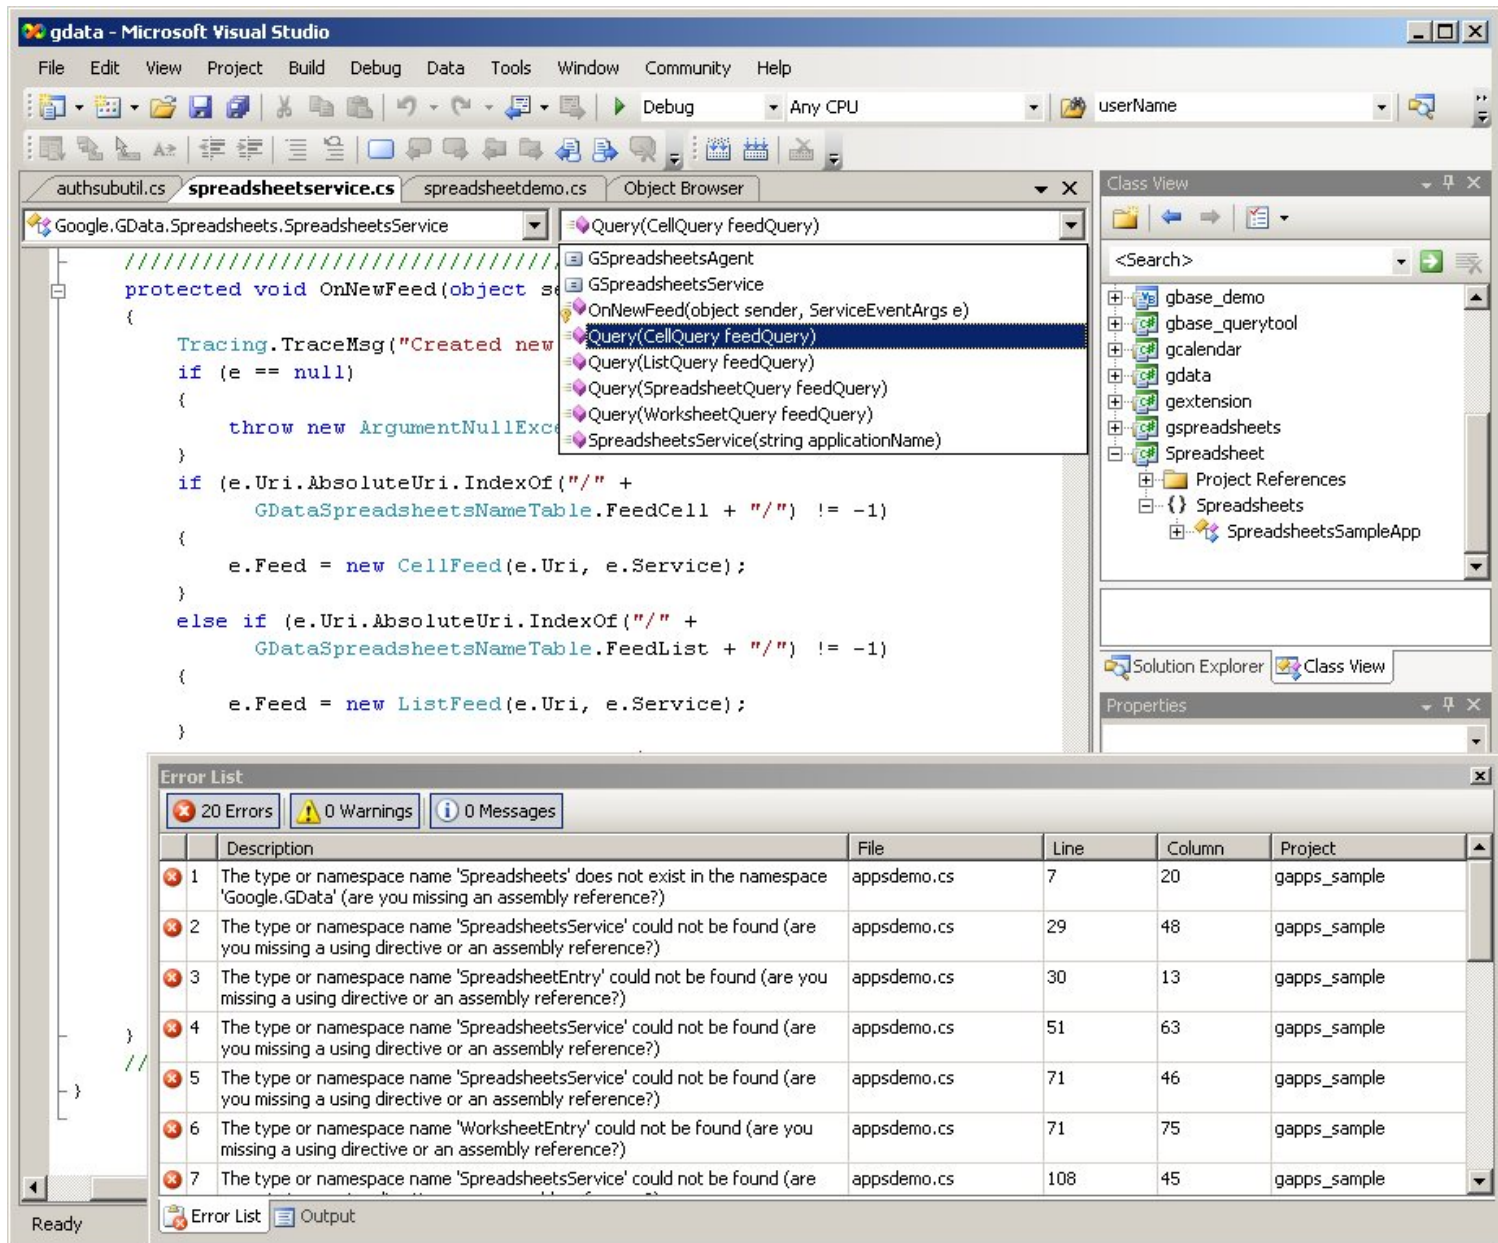 gdata - Microsoft Visual Studio
File Edit View Project Build Debug Data Tools Window Community Help
Debug Any CPU userName
authsubutil.cs spreadsheetservice.cs spreadsheetdemo.cs Object Browser
Google.GData.Spreadsheets.SpreadsheetsService Query(CellQuery feedQuery)
GSpreadsheetsAgent
GSpreadsheetsService
OnNewFeed(object sender, ServiceEventArgs e)
Query(CellQuery feedQuery)
Query(ListQuery feedQuery)
Query(SpreadsheetQuery feedQuery)
Query(WorksheetQuery feedQuery)
SpreadsheetsService(string applicationName)
/////////////////////////////////
protected void OnNewFeed(object se
{
Tracing.TraceMsg("Created new
if (e == null)
{
throw new ArgumentNullExce
}
if (e.Uri.AbsoluteUri.IndexOf("/" +
GDataSpreadsheetsNameTable.FeedCell + "/") != -1)
{
e.Feed = new CellFeed(e.Uri, e.Service);
}
else if (e.Uri.AbsoluteUri.IndexOf("/" +
GDataSpreadsheetsNameTable.FeedList + "/") != -1)
{
e.Feed = new ListFeed(e.Uri, e.Service);
}
}
//
}
Class View
<Search>
gbase_demo
gbase_querytool
gcalendar
gdata
gextension
gspreadsheets
Spreadsheet
Project References
{} Spreadsheets
SpreadsheetsSampleApp
Solution Explorer Class View
Properties
Error List
20 Errors 0 Warnings 0 Messages
Description File Line Column Project
1 The type or namespace name 'Spreadsheets' does not exist in the namespace appsdemo.cs 7 20 gapps_sample
'Google.GData' (are you missing an assembly reference?)
2 The type or namespace name 'SpreadsheetsService' could not be found (are appsdemo.cs 29 48 gapps_sample
you missing a using directive or an assembly reference?)
3 The type or namespace name 'SpreadsheetEntry' could not be found (are you appsdemo.cs 30 13 gapps_sample
missing a using directive or an assembly reference?)
4 The type or namespace name 'SpreadsheetsService' could not be found (are appsdemo.cs 51 63 gapps_sample
you missing a using directive or an assembly reference?)
5 The type or namespace name 'SpreadsheetsService' could not be found (are appsdemo.cs 71 46 gapps_sample
you missing a using directive or an assembly reference?)
6 The type or namespace name 'WorksheetEntry' could not be found (are you appsdemo.cs 71 75 gapps_sample
missing a using directive or an assembly reference?)
7 The type or namespace name 'SpreadsheetsService' could not be found (are appsdemo.cs 108 45 gapps_sample
Error List Output
Ready